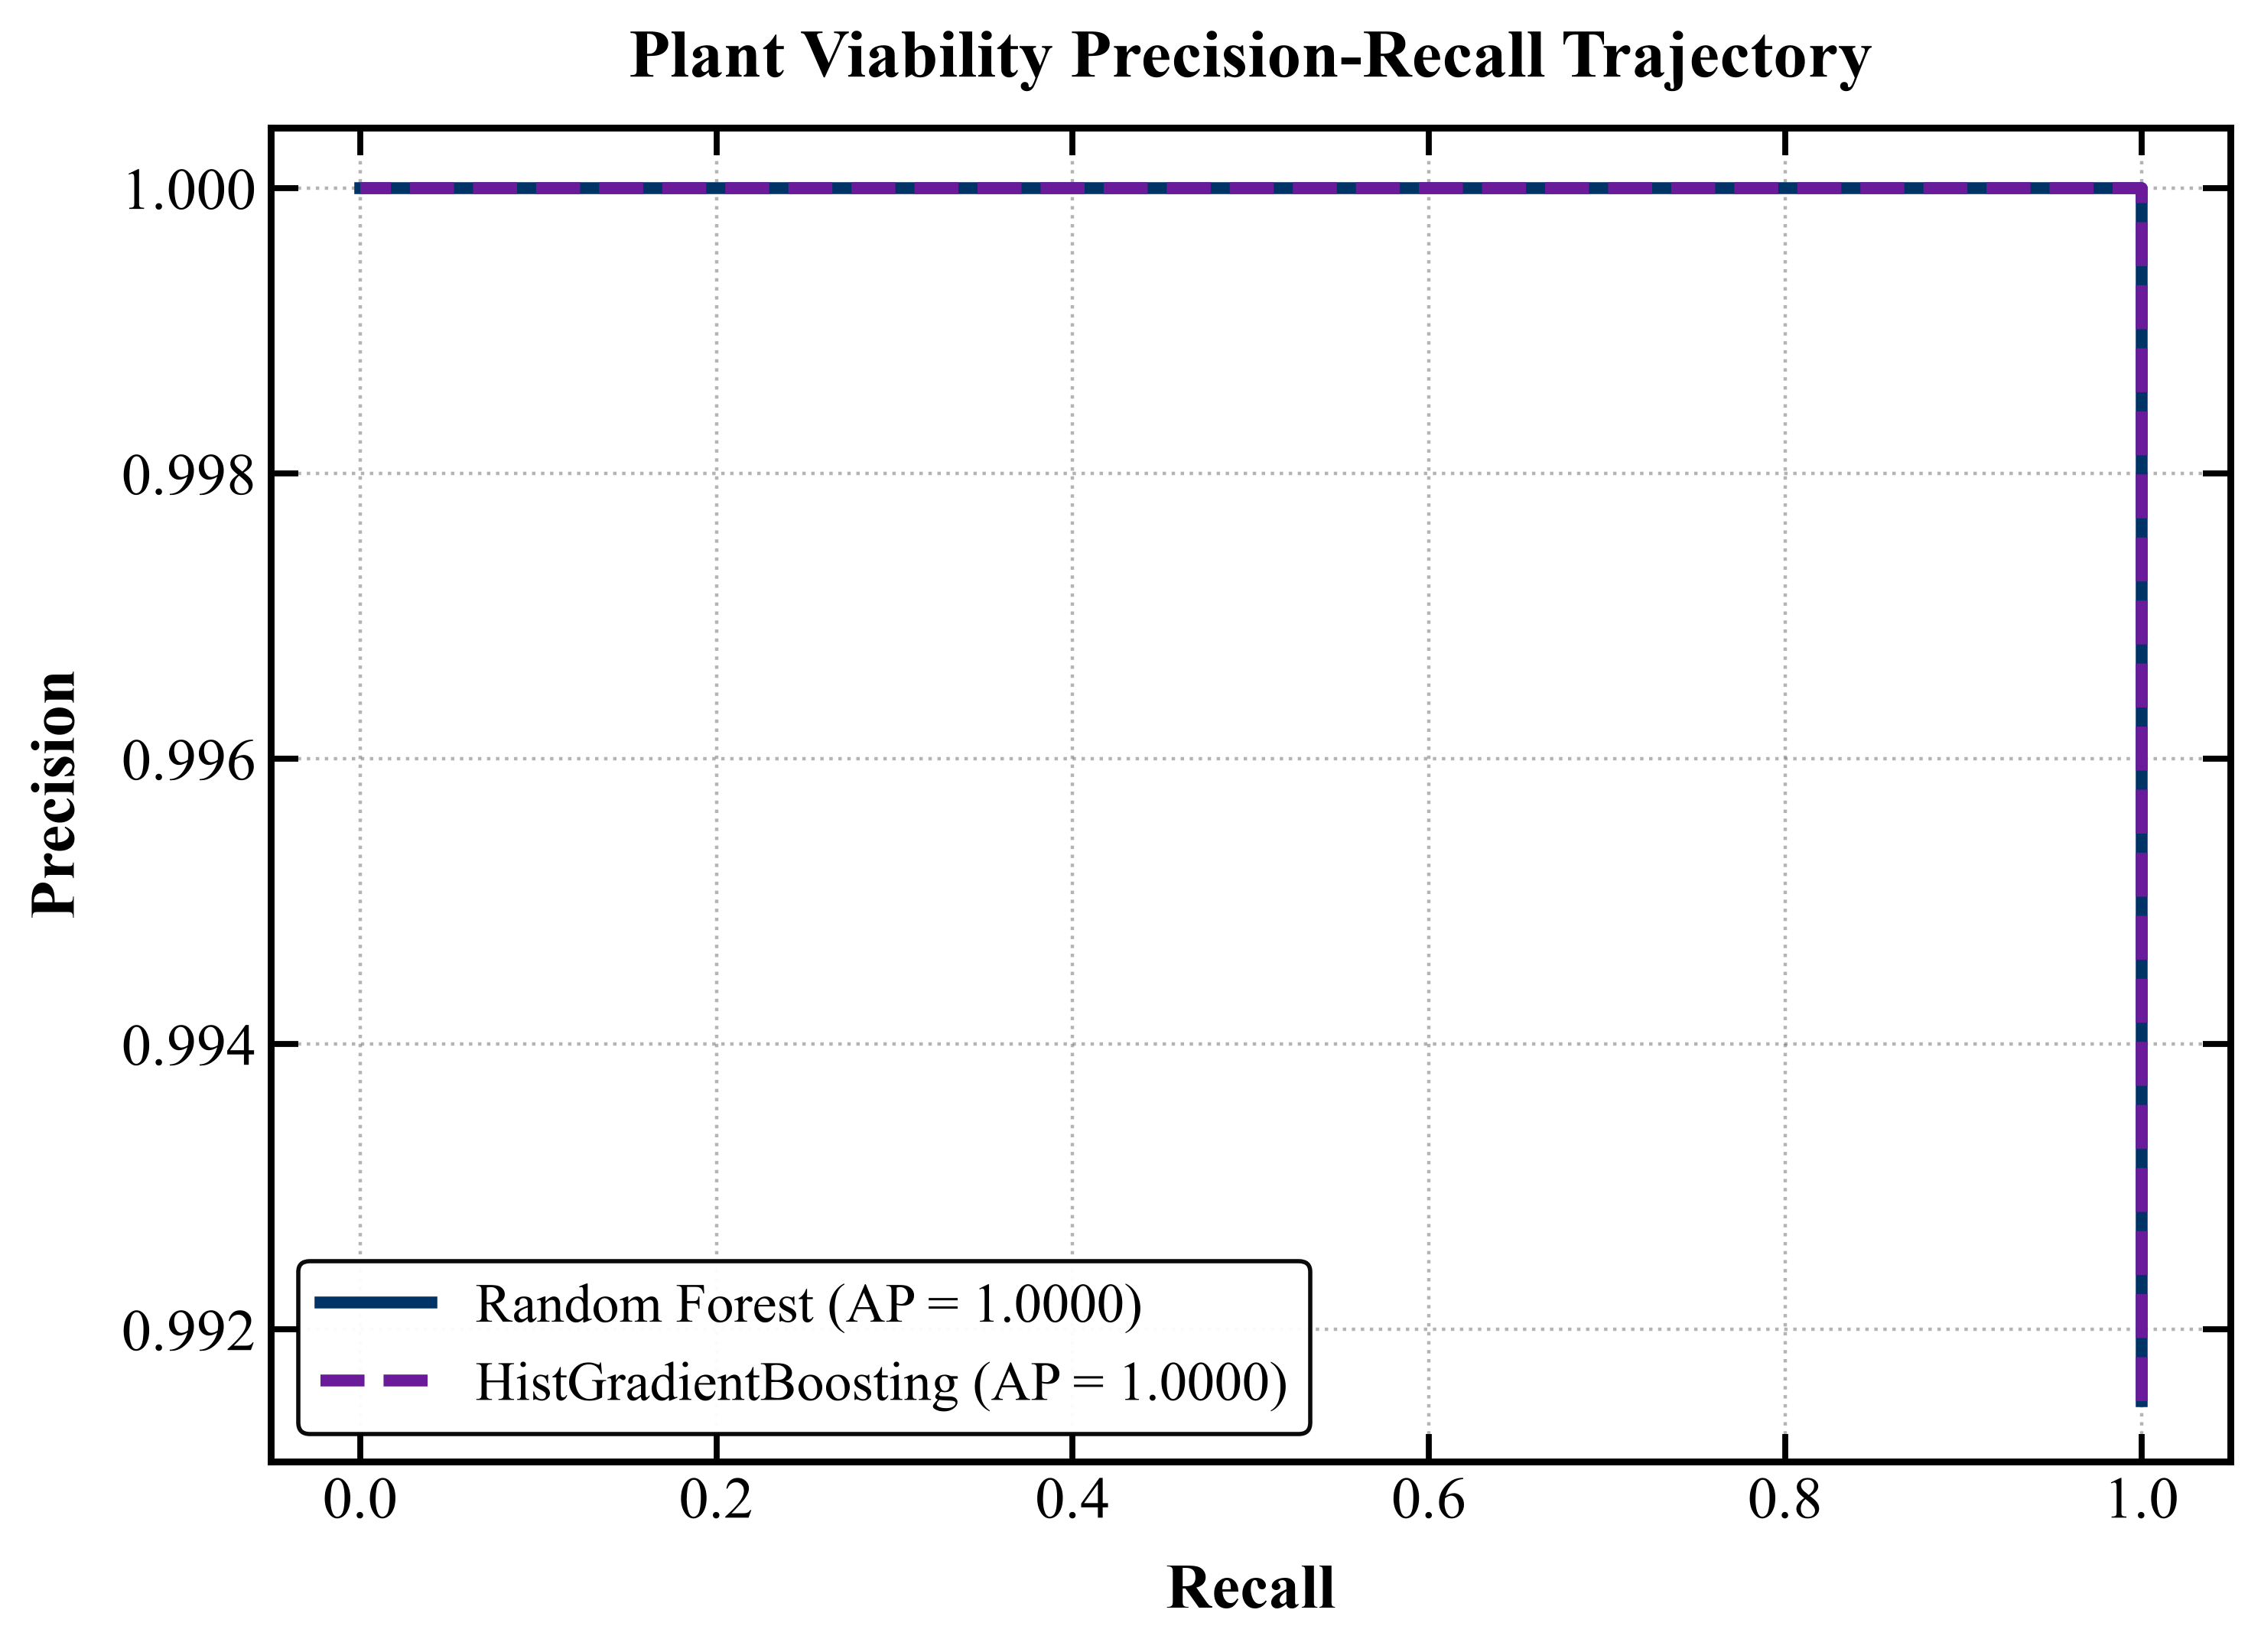 Plant Viability Precision-Recall Trajectory
1.000
0.998
0.996
0.994
0.992
Precision
Random Forest (AP = 1.0000)
HistGradientBoosting (AP = 1.0000)
0.0 0.2 0.4 0.6 0.8 1.0
Recall